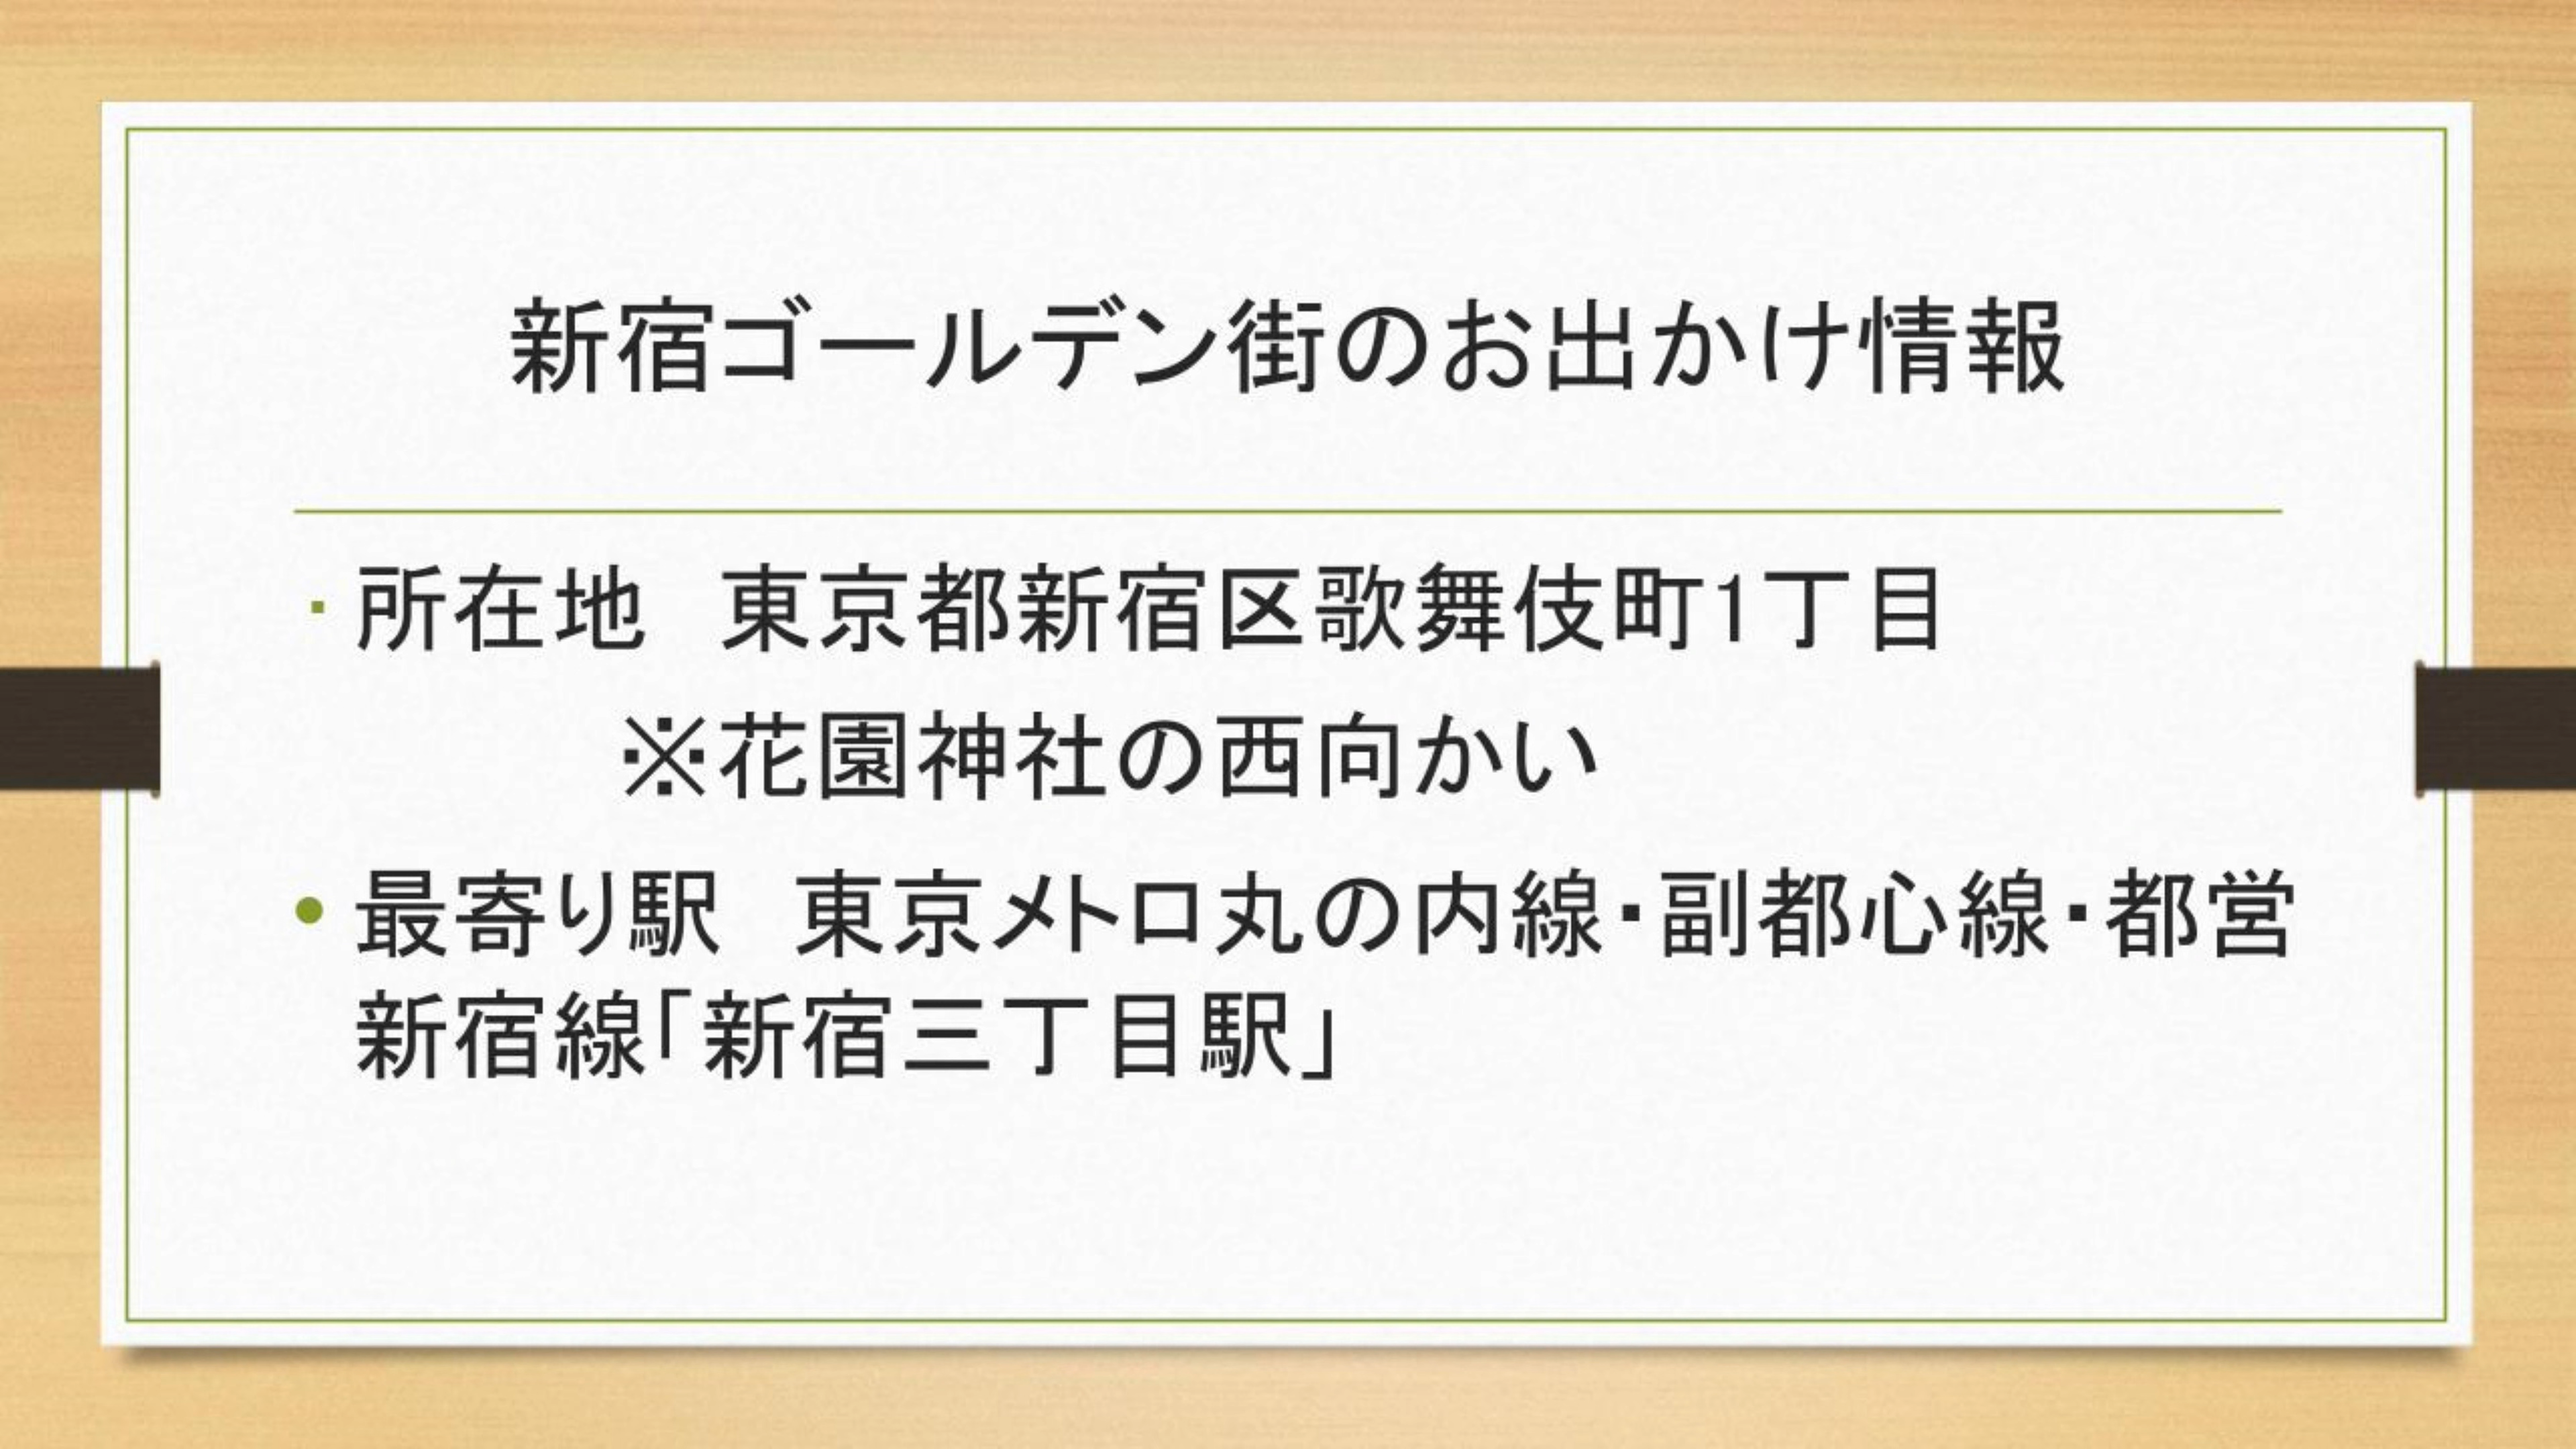 新宿ゴールデン街のお出かけ情報
▪所在地　東京都新宿区歌舞伎町1丁目
※花園神社の西向かい
•最寄り駅　東京メトロ丸の内線・副都心線・都営
新宿線「新宿三丁目駅」